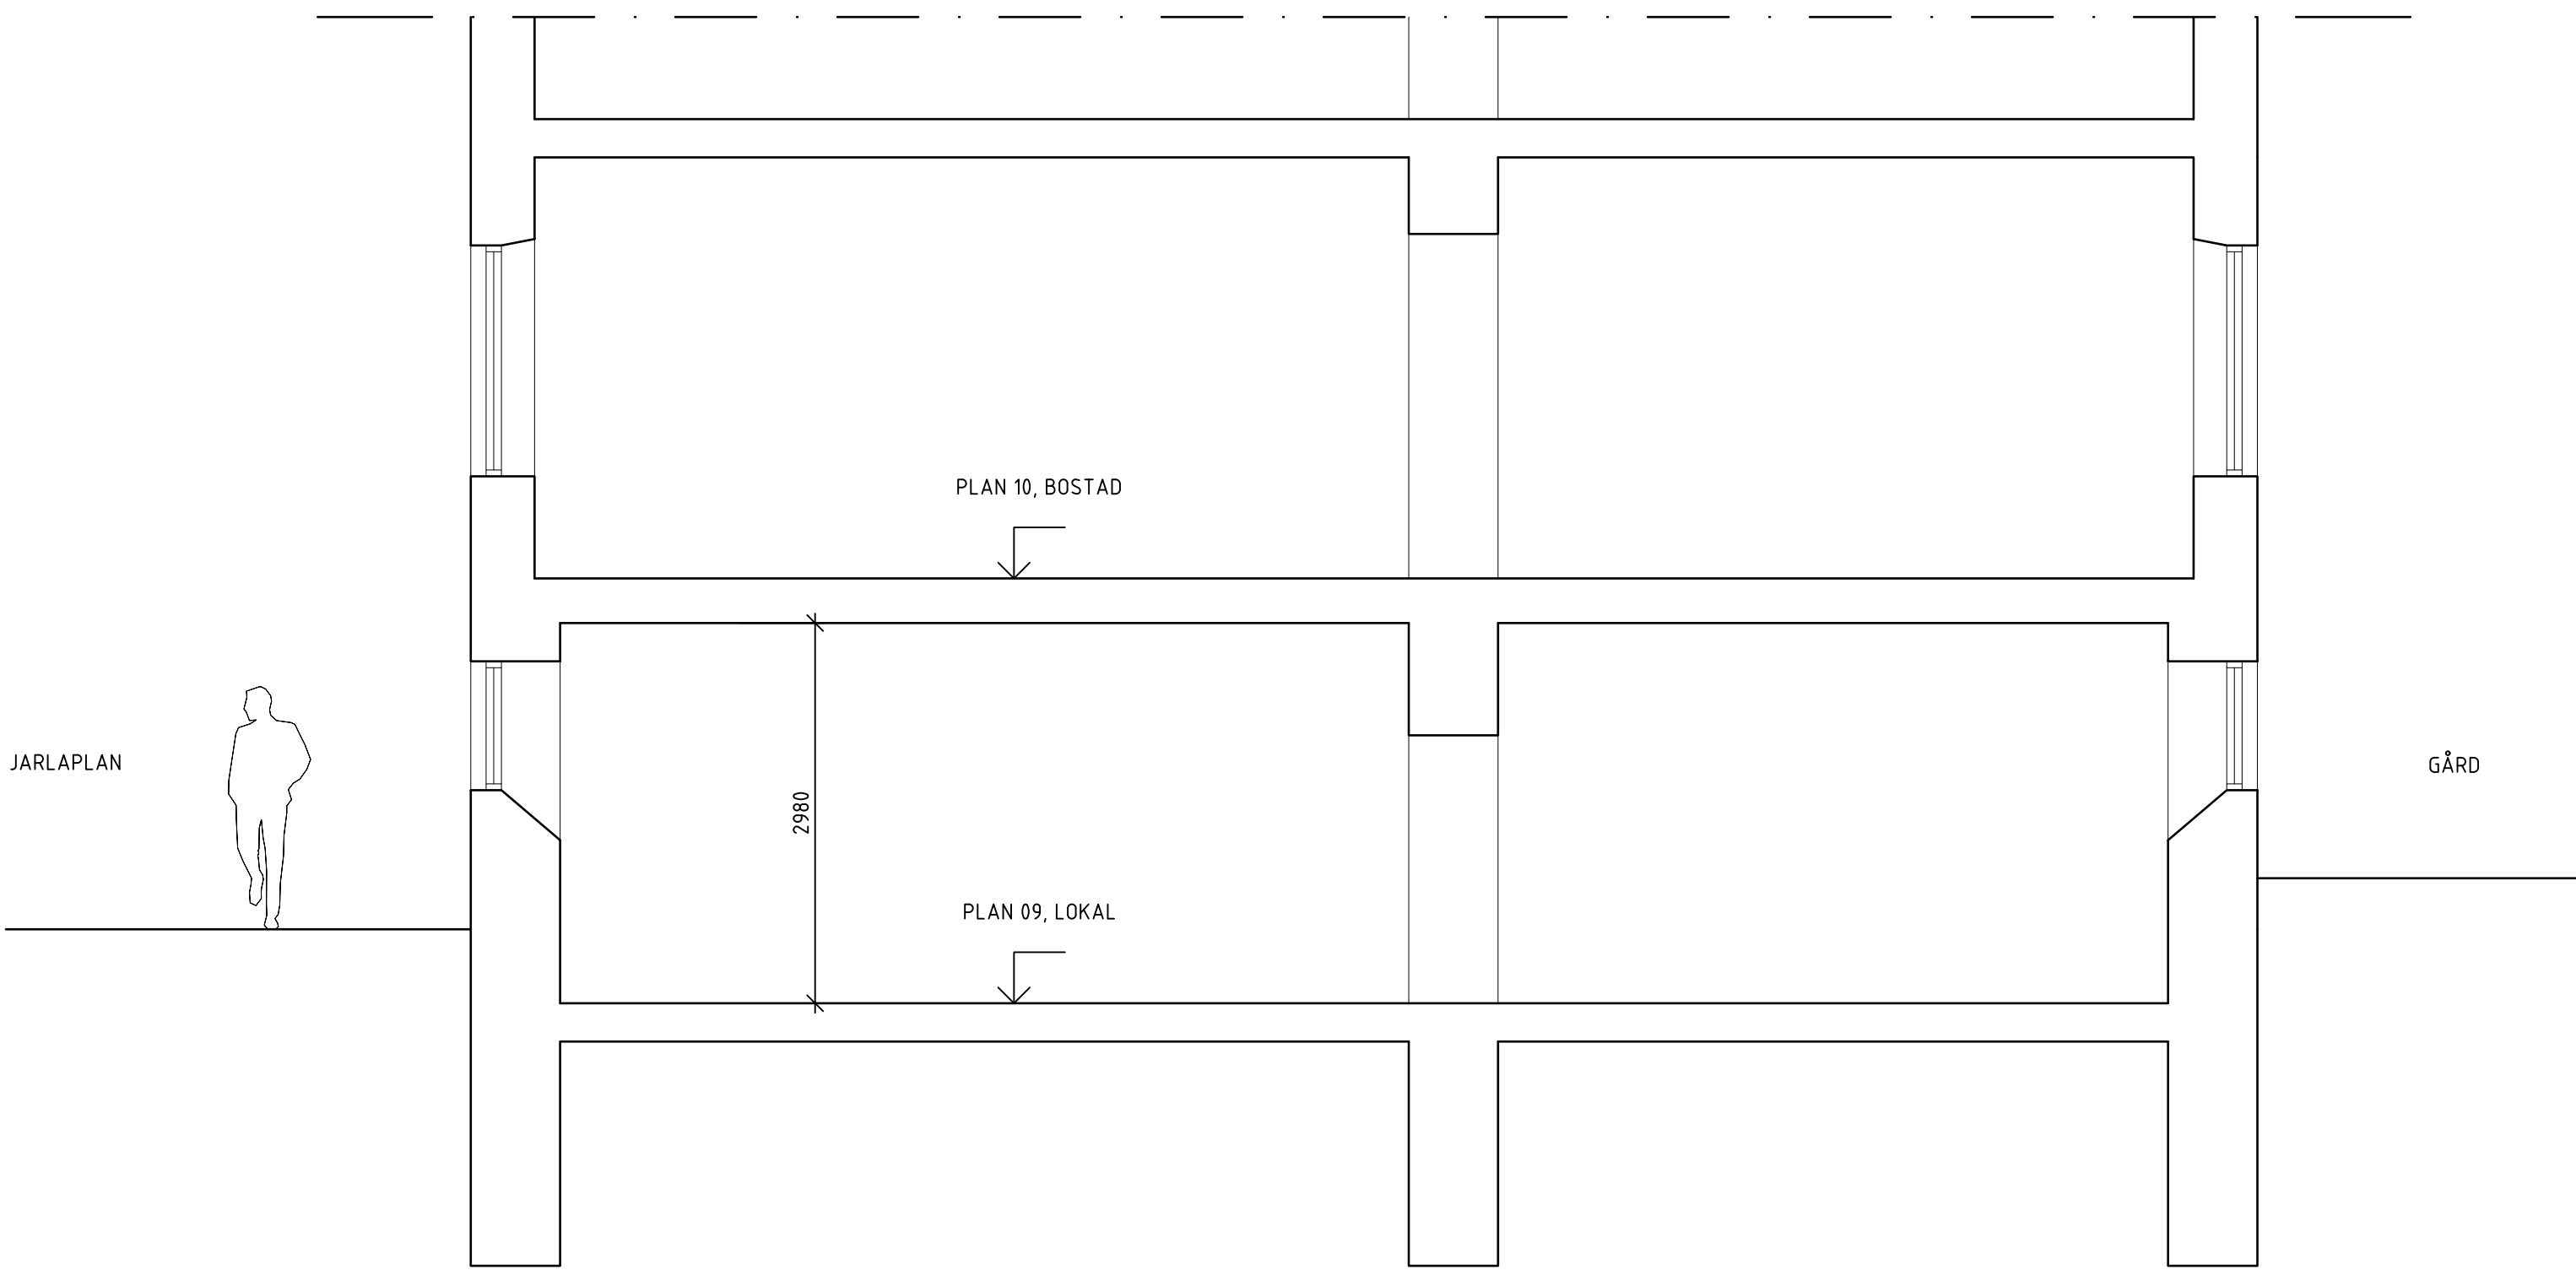 PLAN 10, BOSTAD
JARLAPLAN
GÅRD
2980
PLAN 09, LOKAL